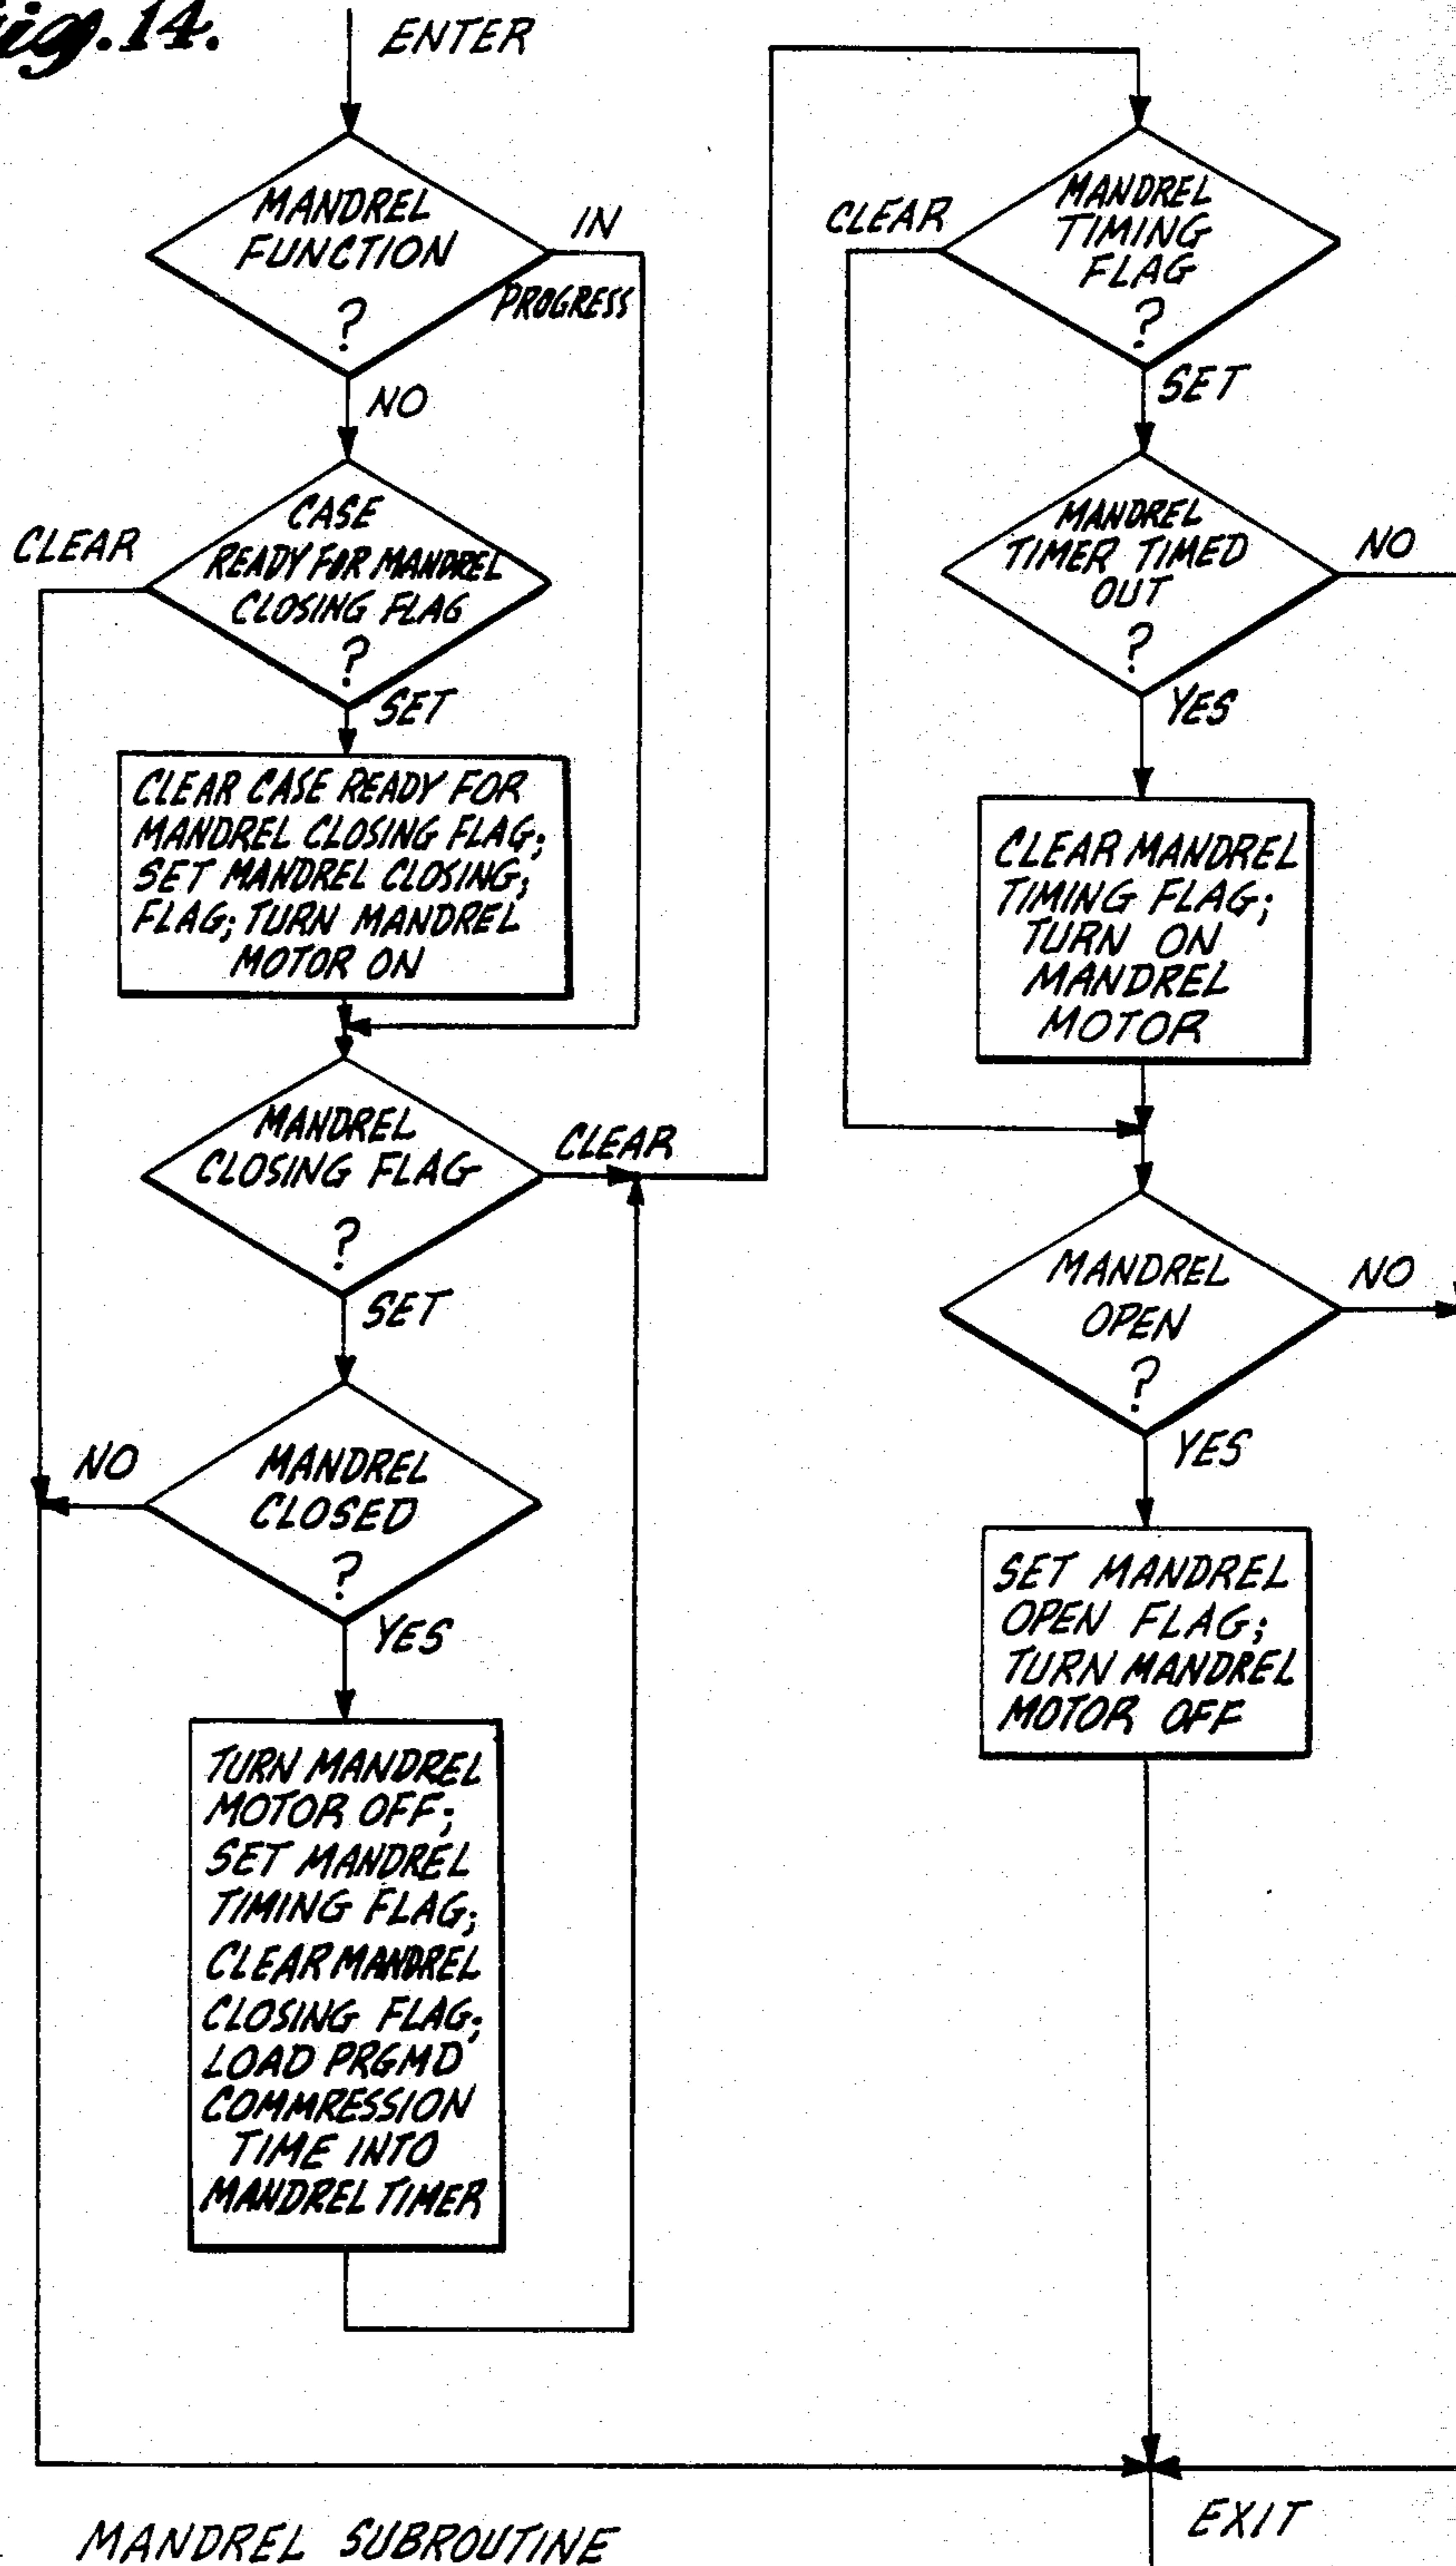 ig. 14.
ENTER
MANDREL
FUNCTION
?
IN
PROGRESS
NO
CASE
READY FOR MANDREL
CLOSING FLAG
?
CLEAR
SET
CLEAR CASE READY FOR
MANDREL CLOSING FLAG;
SET MANDREL CLOSING;
FLAG; TURN MANDREL
MOTOR ON
MANDREL
CLOSING FLAG
?
CLEAR
SET
MANDREL
CLOSED
?
NO
YES
TURN MANDREL
MOTOR OFF;
SET MANDREL
TIMING FLAG;
CLEAR MANDREL
CLOSING FLAG;
LOAD PRGMD
COMMRESSION
TIME INTO
MANDREL TIMER
MANDREL
TIMING
FLAG
?
CLEAR
SET
MANDREL
TIMER TIMED
OUT
?
NO
YES
CLEAR MANDREL
TIMING FLAG;
TURN ON
MANDREL
MOTOR
MANDREL
OPEN
?
NO
YES
SET MANDREL
OPEN FLAG;
TURN MANDREL
MOTOR OFF
EXIT
MANDREL SUBROUTINE